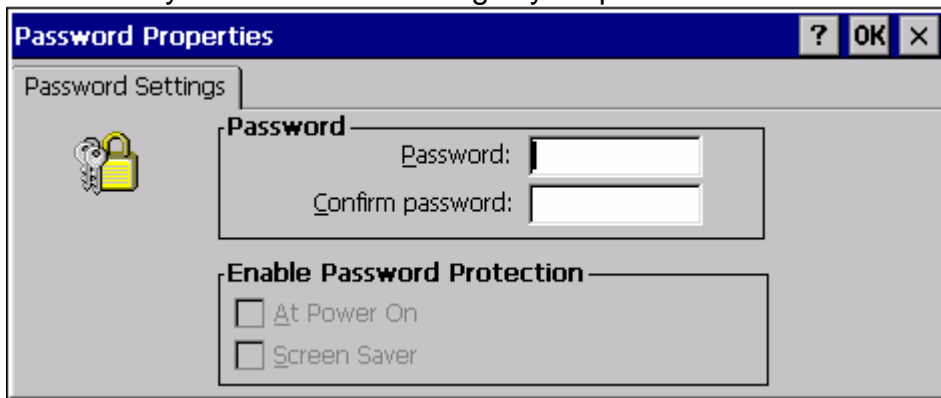 Password Properties ? OK ×
Password Settings
Password
Password:
Confirm password:
Enable Password Protection
At Power On
Screen Saver